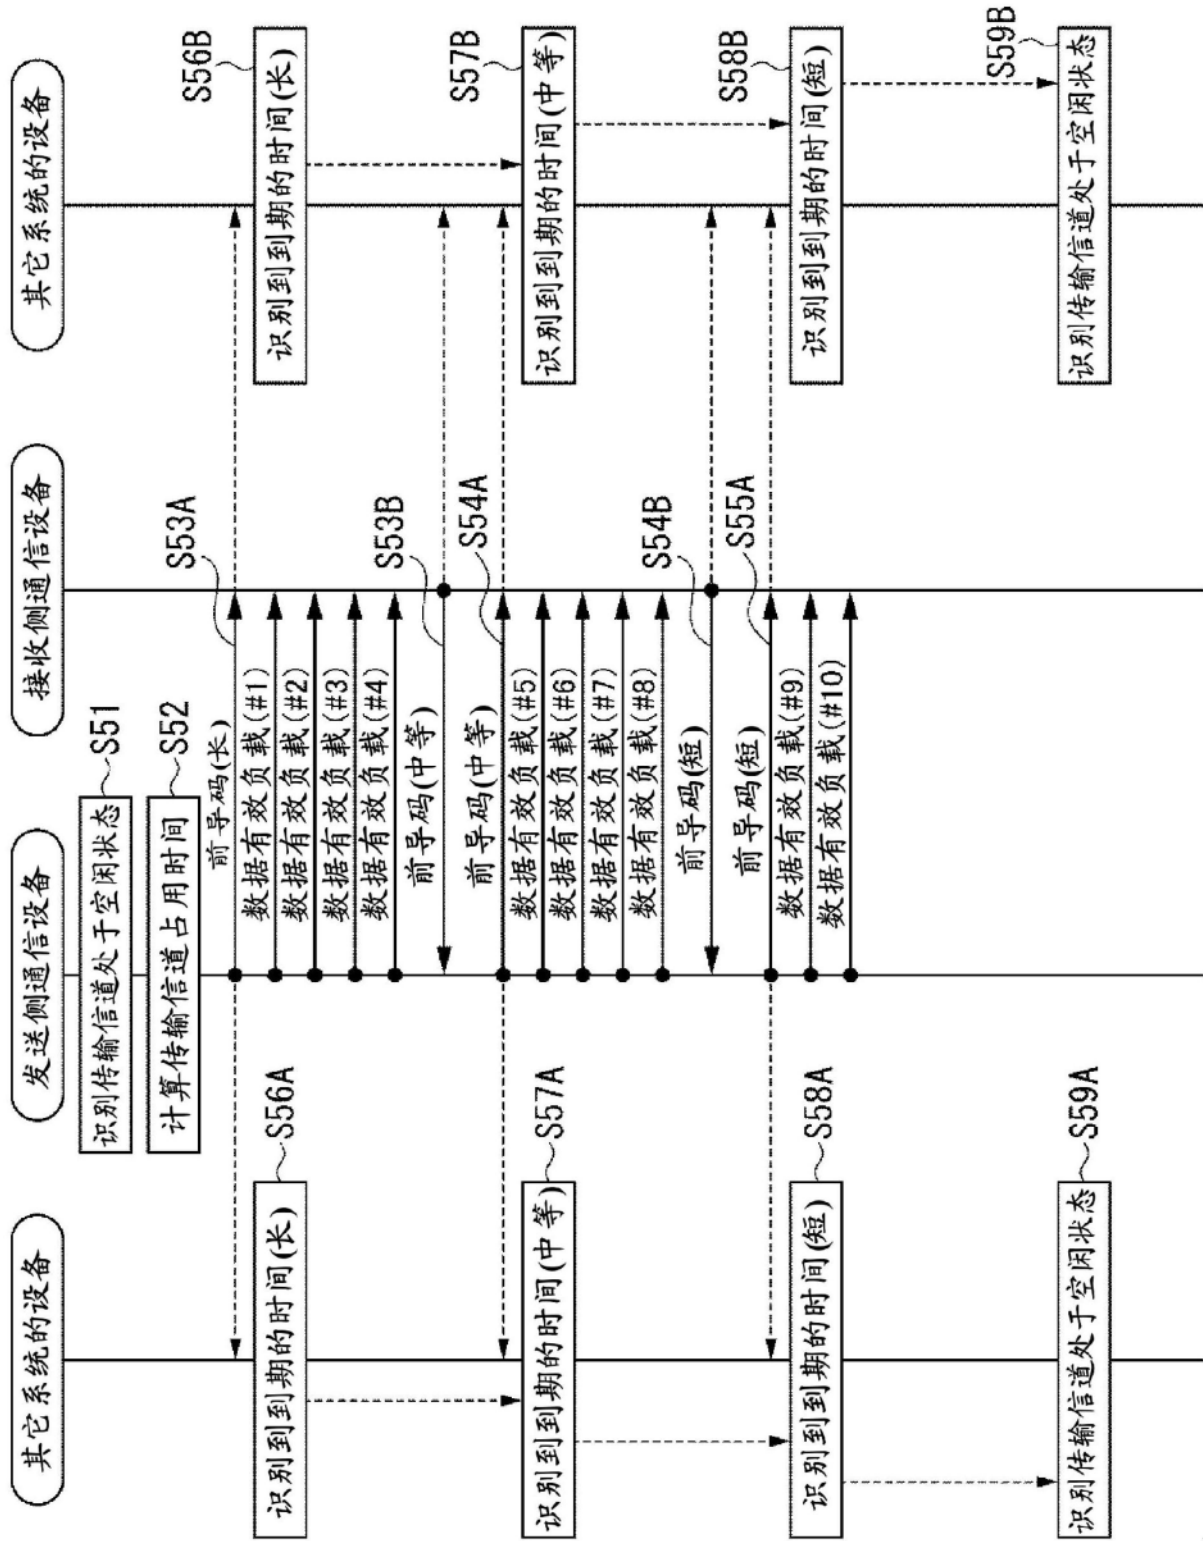 其它系统的设备
发送侧通信设备
接收侧通信设备
其它系统的设备
识别传输信道处于空闲状态
S51
计算传输信道占用时间
S52
前导码(长)
S53A
数据有效负载(#1)
数据有效负载(#2)
数据有效负载(#3)
数据有效负载(#4)
S56A
识别到到期的时间(长)
S56B
识别到到期的时间(长)
前导码(中等)
S53B
前导码(中等)
S54A
数据有效负载(#5)
数据有效负载(#6)
数据有效负载(#7)
数据有效负载(#8)
S57A
识别到到期的时间(中等)
S57B
识别到到期的时间(中等)
前导码(短)
S54B
前导码(短)
S55A
数据有效负载(#9)
数据有效负载(#10)
S58A
识别到到期的时间(短)
S58B
识别到到期的时间(短)
S59A
识别传输信道处于空闲状态
S59B
识别传输信道处于空闲状态